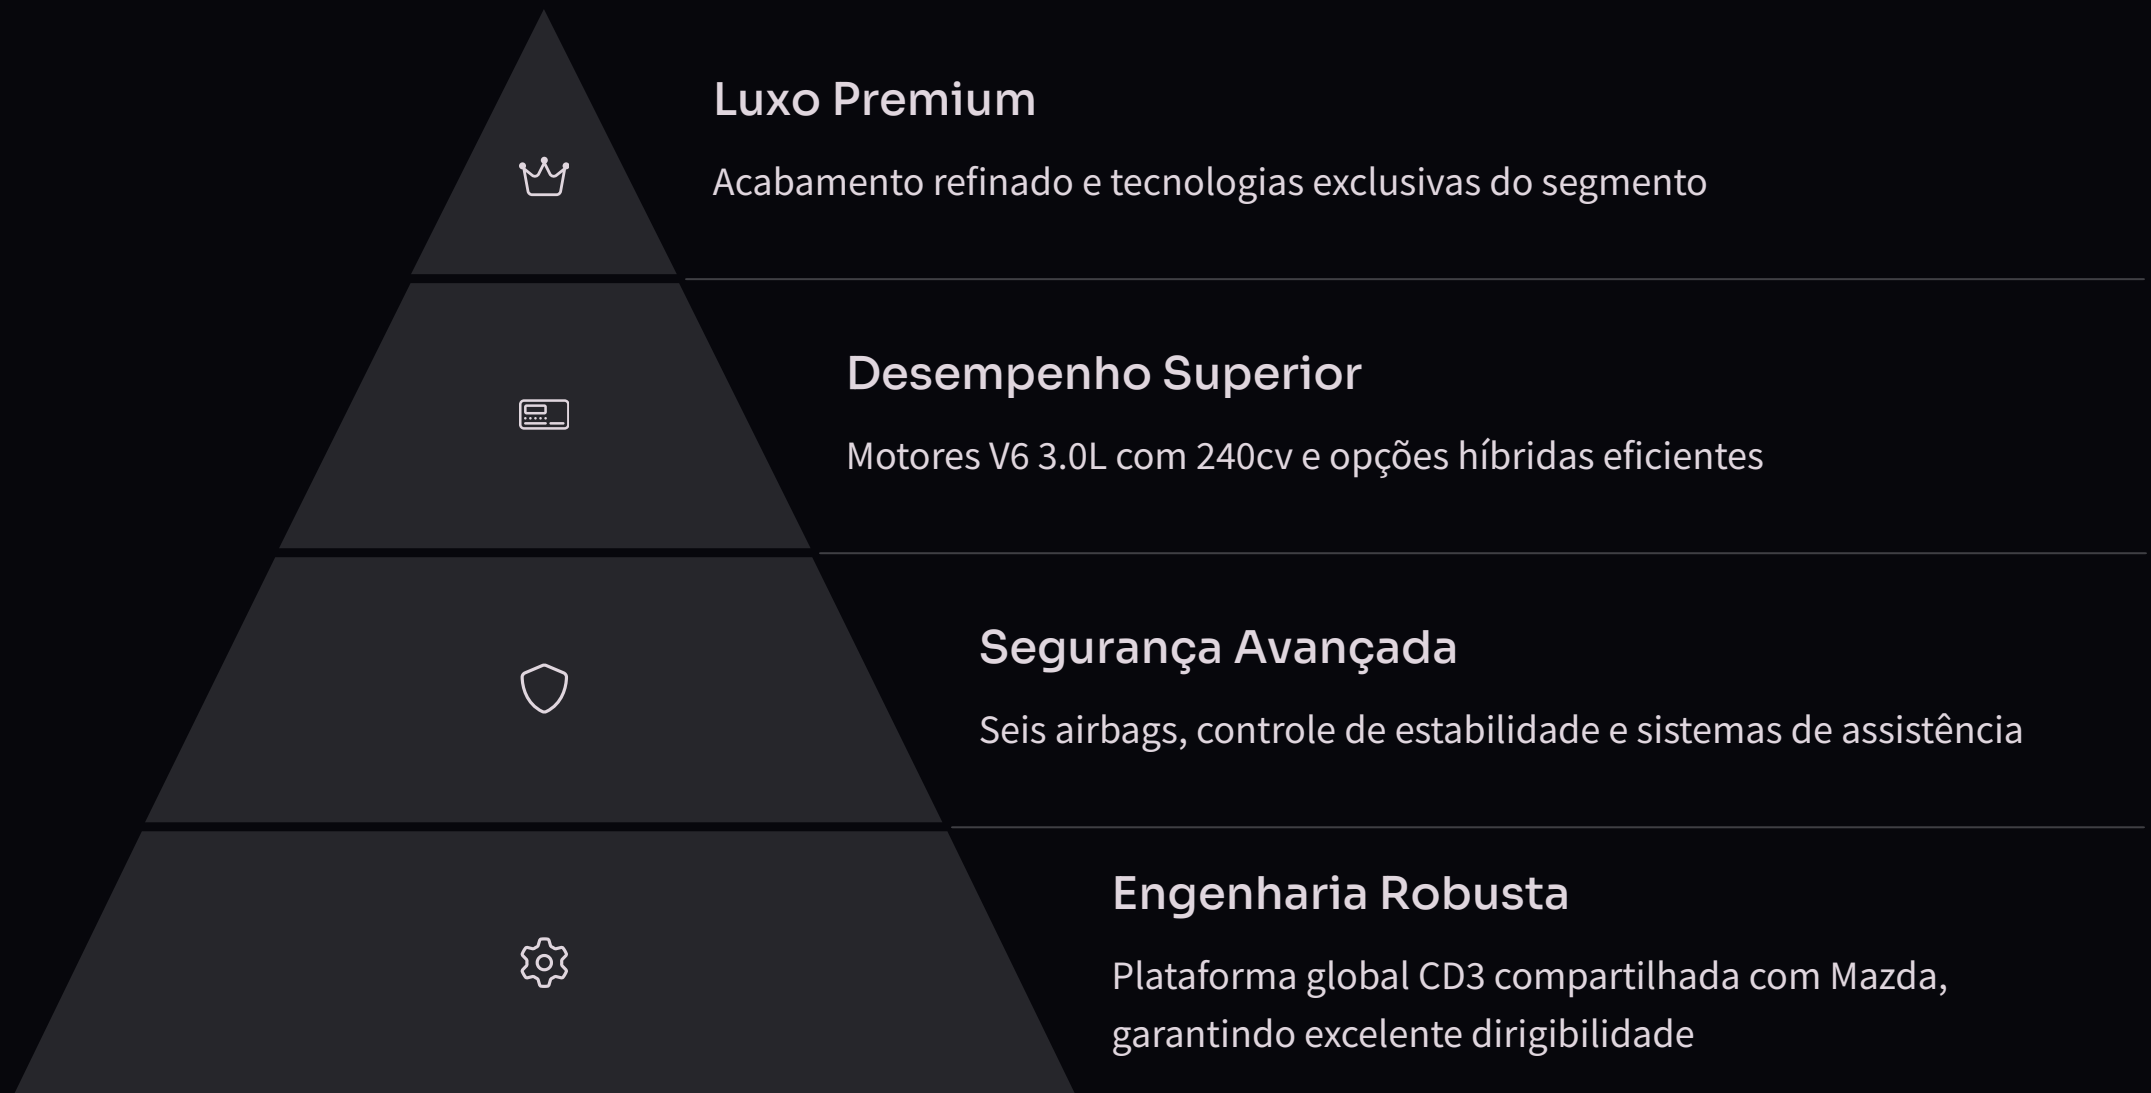 Luxo Premium
Acabamento refinado e tecnologias exclusivas do segmento
Desempenho Superior
Motores V6 3.0L com 240cv e opções híbridas eficientes
Segurança Avançada
Seis airbags, controle de estabilidade e sistemas de assistência
Engenharia Robusta
Plataforma global CD3 compartilhada com Mazda,
garantindo excelente dirigibilidade